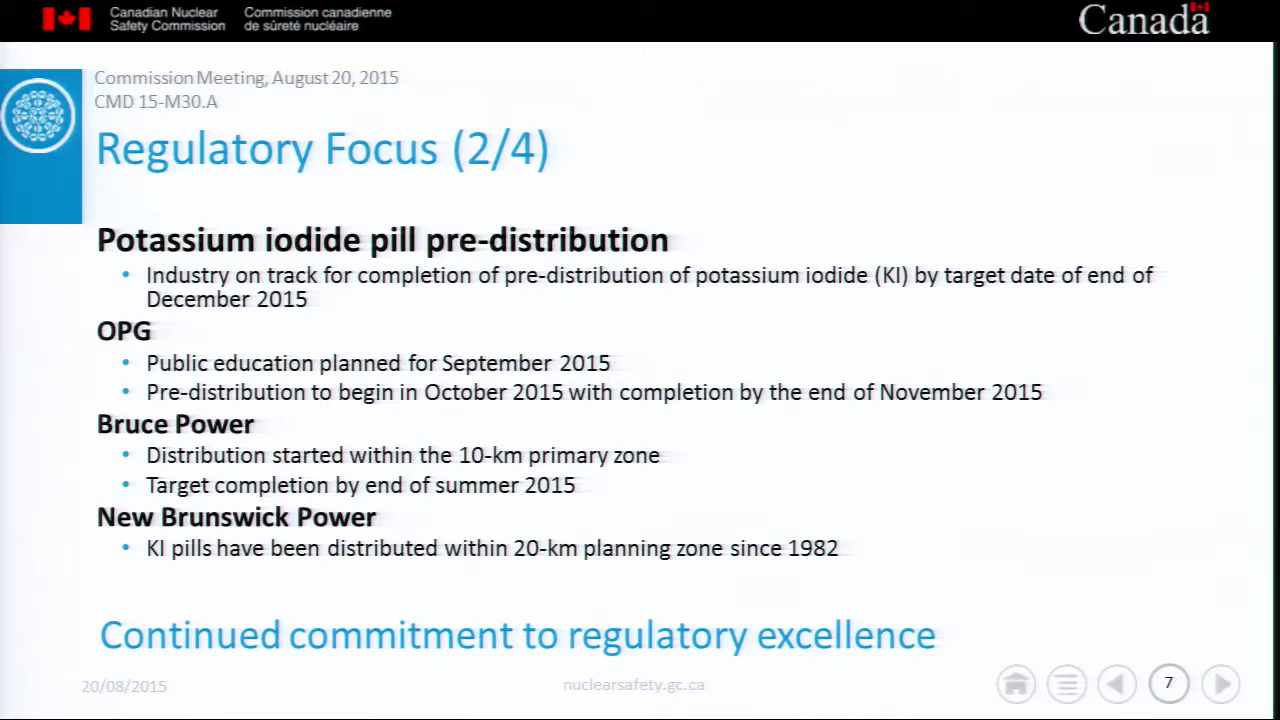 Canadian Nuclear
Safety Commission
Commission canadienne
de sûreté nucléaire
Canada
Commission Meeting, August 20, 2015
CMD 15-M30.A
Regulatory Focus (2/4)
Potassium iodide pill pre-distribution
• Industry on track for completion of pre-distribution of potassium iodide (KI) by target date of end of
December 2015
OPG
• Public education planned for September 2015
• Pre-distribution to begin in October 2015 with completion by the end of November 2015
Bruce Power
• Distribution started within the 10-km primary zone
• Target completion by end of summer 2015
New Brunswick Power
• KI pills have been distributed within 20-km planning zone since 1982
Continued commitment to regulatory excellence
20/08/2015
nuclearsafety.gc.ca
7